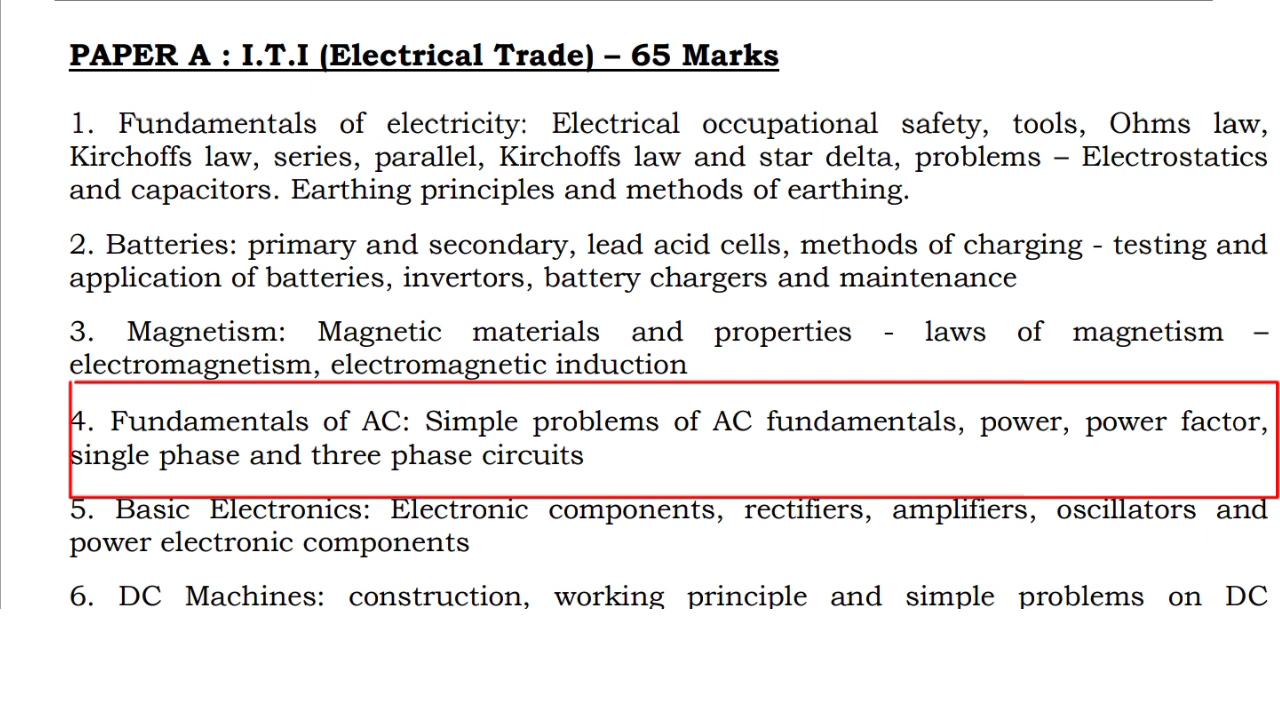 PAPER A : I.T.I (Electrical Trade) – 65 Marks
1. Fundamentals of electricity: Electrical occupational safety, tools, Ohms law,
Kirchoffs law, series, parallel, Kirchoffs law and star delta, problems – Electrostatics
and capacitors. Earthing principles and methods of earthing.
2. Batteries: primary and secondary, lead acid cells, methods of charging - testing and
application of batteries, invertors, battery chargers and maintenance
3. Magnetism: Magnetic materials and properties - laws of magnetism –
electromagnetism, electromagnetic induction
4. Fundamentals of AC: Simple problems of AC fundamentals, power, power factor,
single phase and three phase circuits
5. Basic Electronics: Electronic components, rectifiers, amplifiers, oscillators and
power electronic components
6. DC Machines: construction, working principle and simple problems on DC